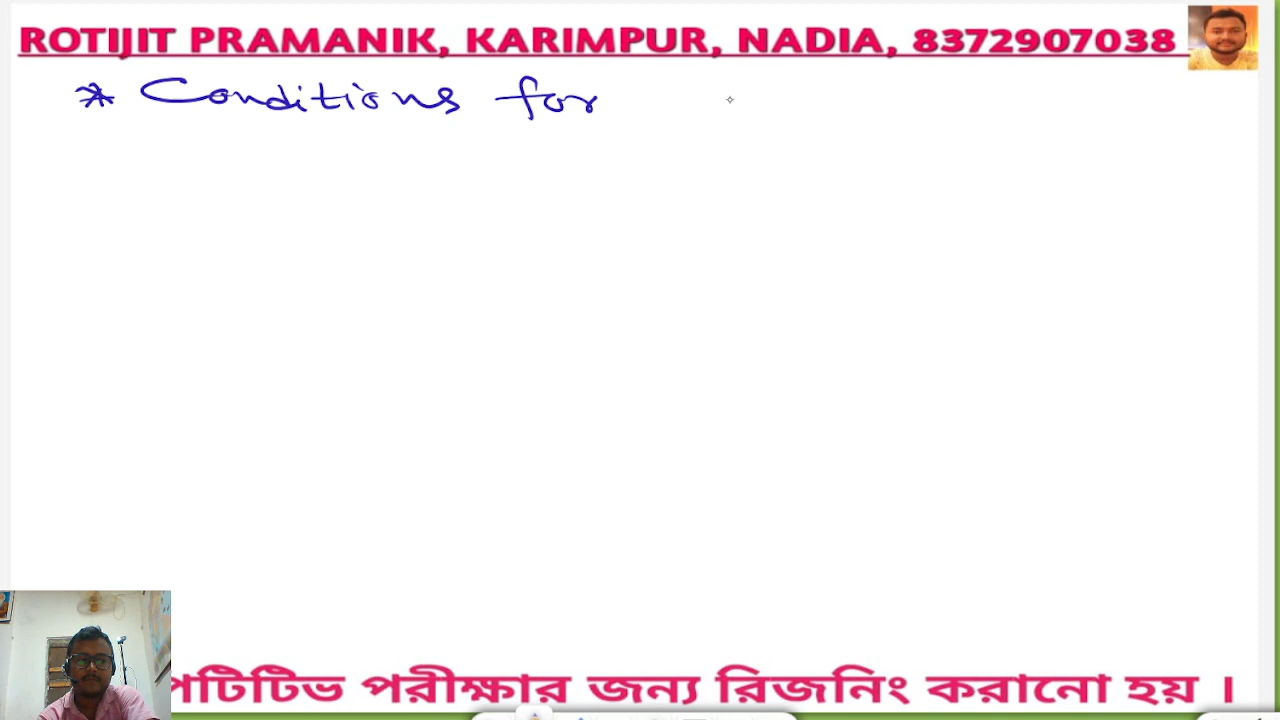 ROTIJIT PRAMANIK, KARIMPUR, NADIA, 8372907038
* Conditions for
পটিটিভ পরীক্ষার জন্য রিজনিং করানো হয় ।